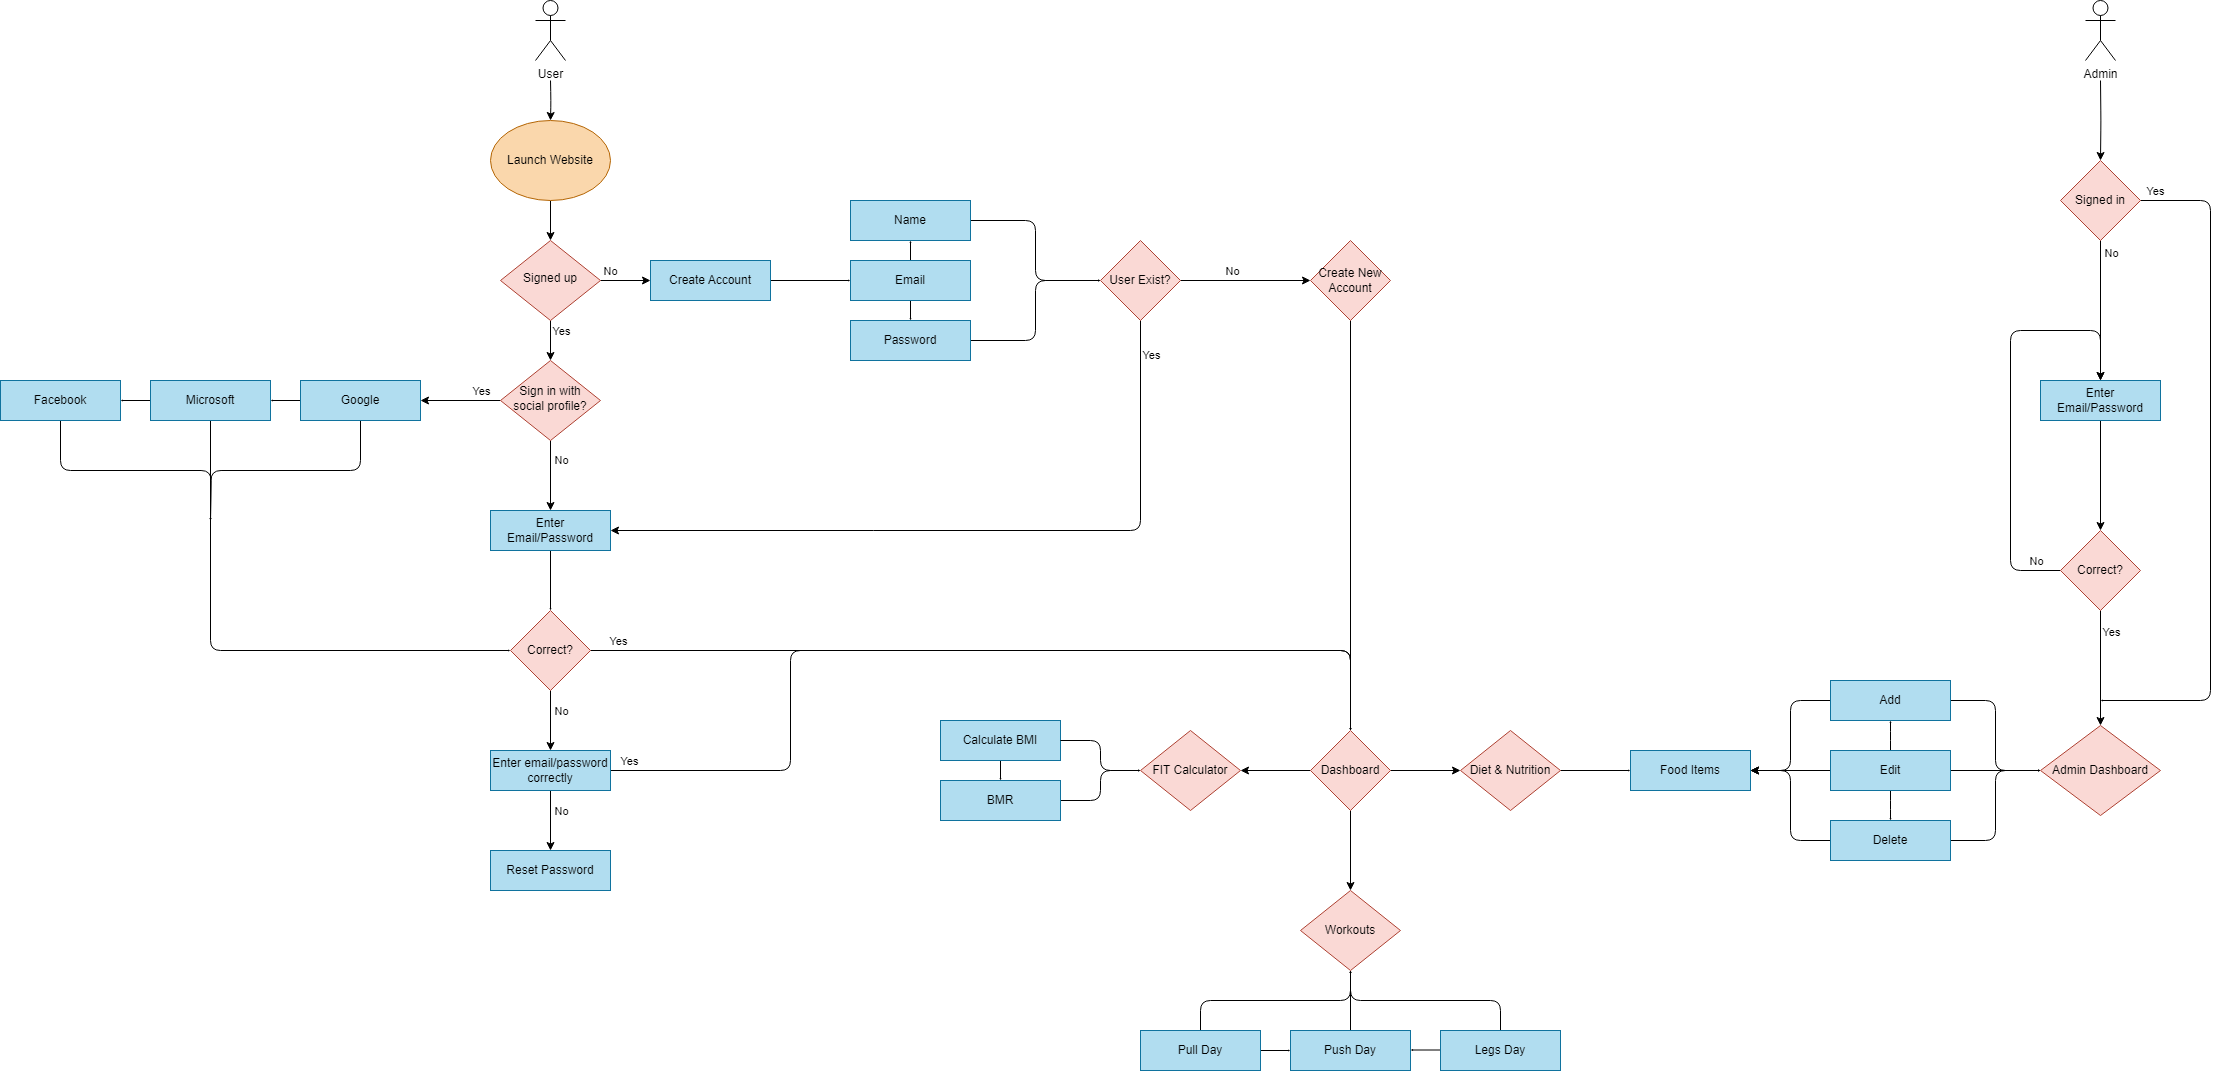 User
Admin
Launch Website
Signed in
Yes
Name
No
Signed up
No
Create Account
Email
User Exist?
No
Create New
Account
Yes
Password
Yes
Facebook
Microsoft
Google
Yes
Sign in with
social profile?
Enter
Email/Password
No
Enter
Email/Password
No
Correct?
Yes
Correct?
Yes
No
Add
Calculate BMI
Enter email/password
correctly
Yes
FIT Calculator
Dashboard
Diet & Nutrition
Food Items
Edit
Admin Dashboard
BMR
No
Delete
Reset Password
Workouts
Pull Day
Push Day
Legs Day